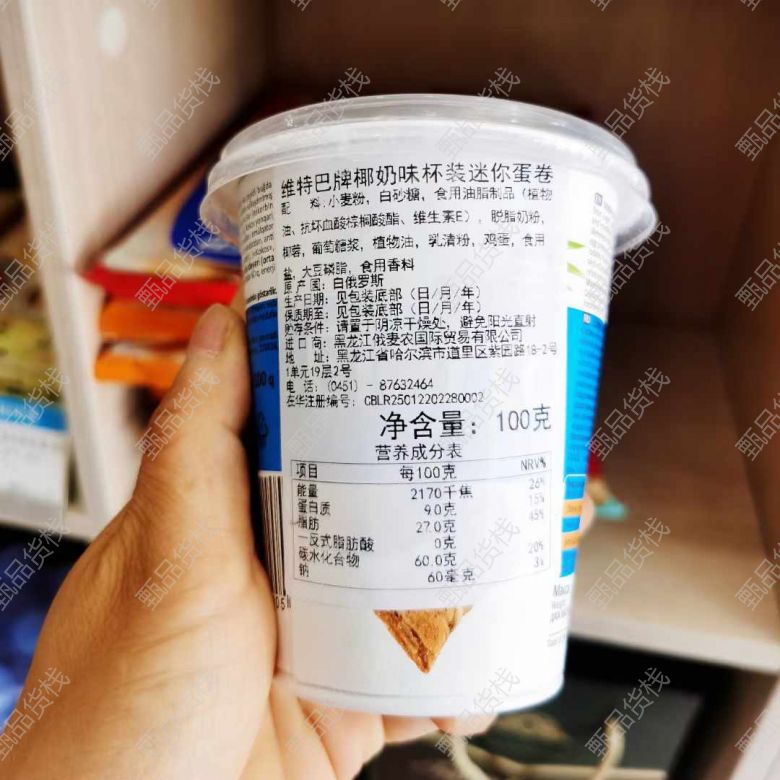 维特巴牌椰奶味杯装迷你蛋卷
配 料:小麦粉，白砂糖，食用油脂制品（植物
油、抗坏血酸棕榈酸酯、维生素E），脱脂奶粉，
椰蓉，葡萄糖浆，植物油，乳清粉，鸡蛋，食用
盐，大豆磷脂，食用香料
原 产 国：白俄罗斯
生产日期：见包装底部（日/月/年）
保质期至：见包装底部（日/月/年）
贮存条件：请置于阴凉干燥处，避免阳光直射
进 口 商：黑龙江俄麦农国际贸易有限公司
地 址：黑龙江省哈尔滨市道里区紫园路18-2号
1单元19层2号
电 话：（0451）- 87632464
在华注册编号：CBLR25012202280002
净含量：100克
营养成分表
项目 每100克 NRV%
能量 2170千焦 26%
蛋白质 9.0克 15%
脂肪 27.0克 45%
—反式脂肪酸 0克
碳水化合物 60.0克 20%
钠 60毫克 3%
甄品货栈